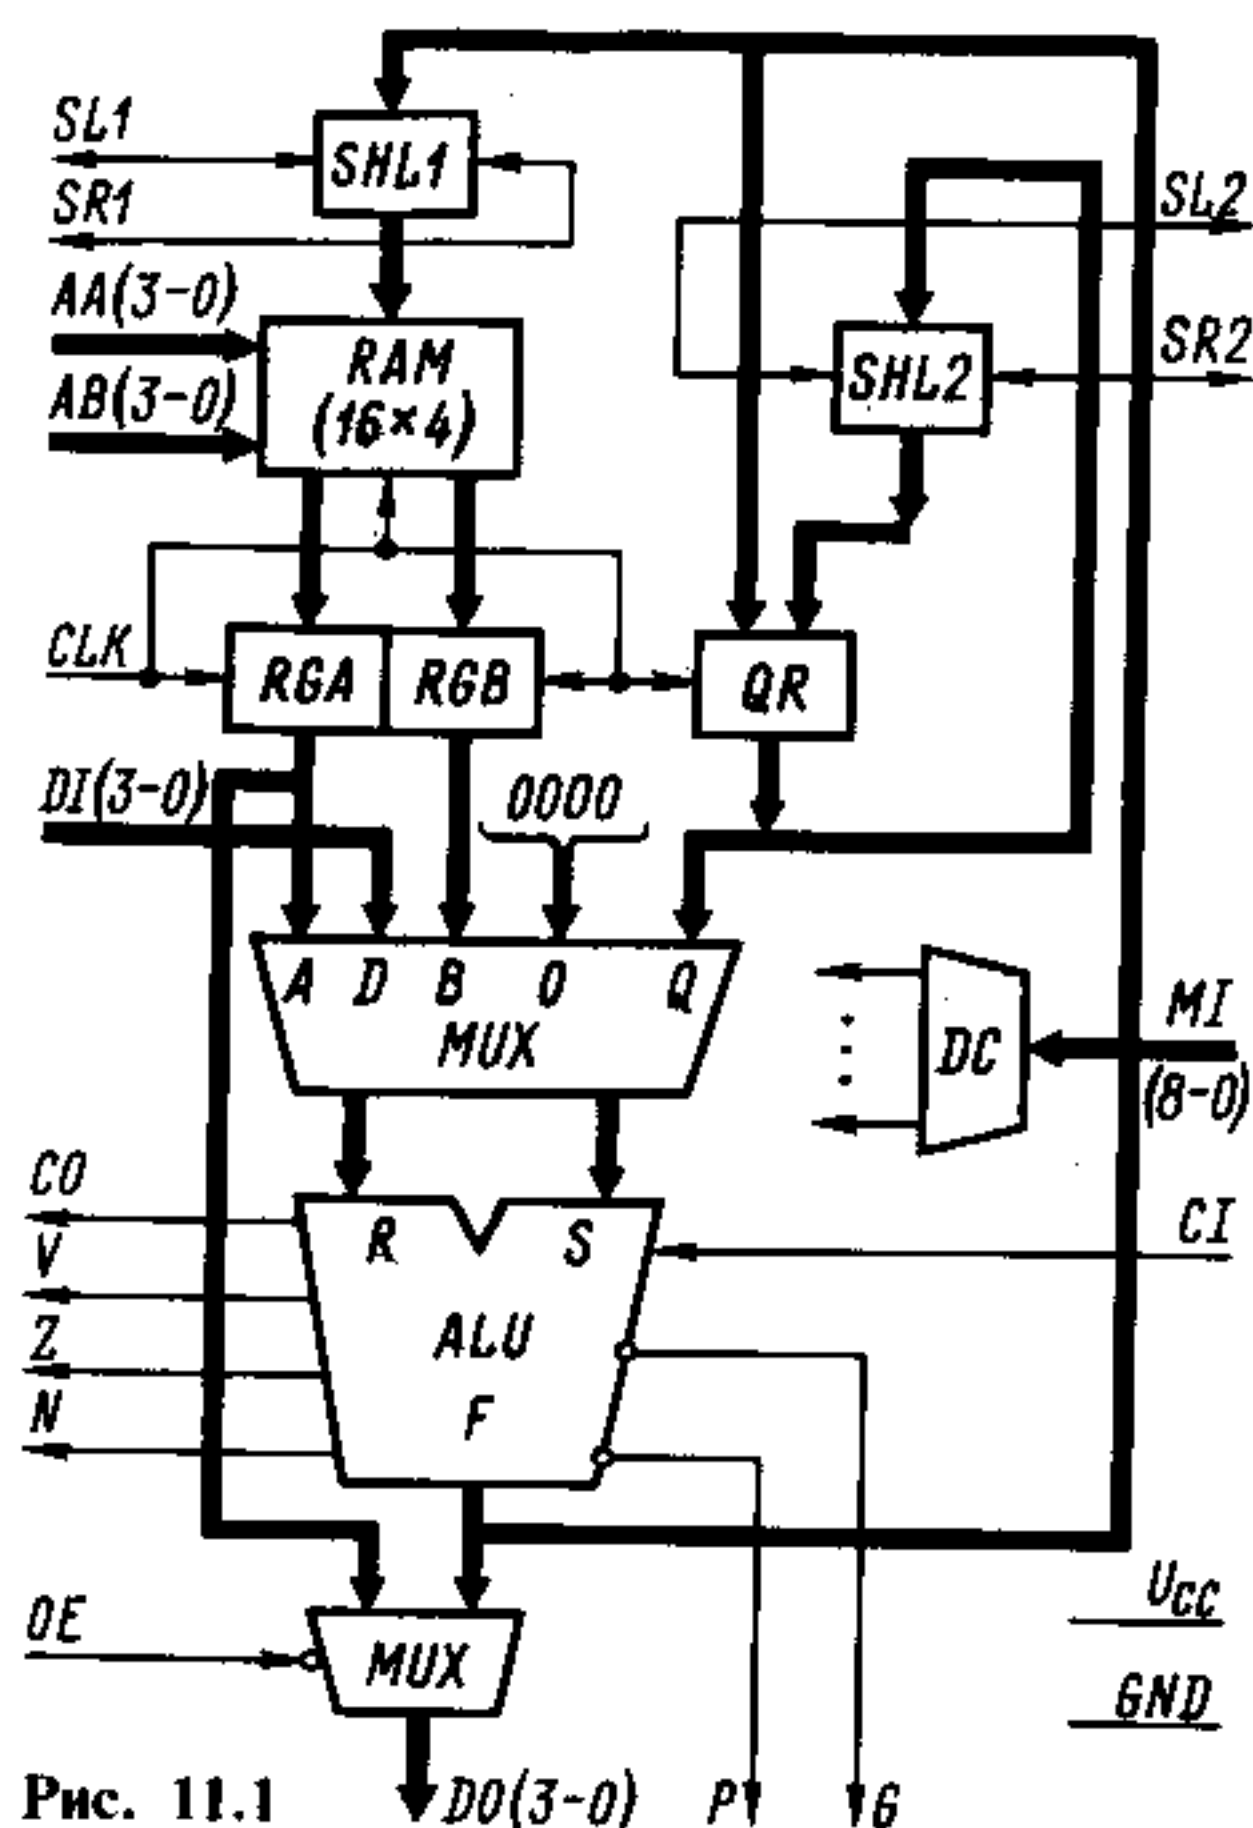 SL1
SHL1
SR1
SL2
AA(3-0)
RAM
(16×4)
SR2
SHL2
AB(3-0)
CLK
RGA
RGB
QR
DI(3-0)
0000
A D B 0 Q
MUX
DC
MI
(8-0)
CO
R S
CI
V
Z
ALU
N
F
OE
MUX
UCC
GND
Рис. 11.1
DO(3-0)
P
G